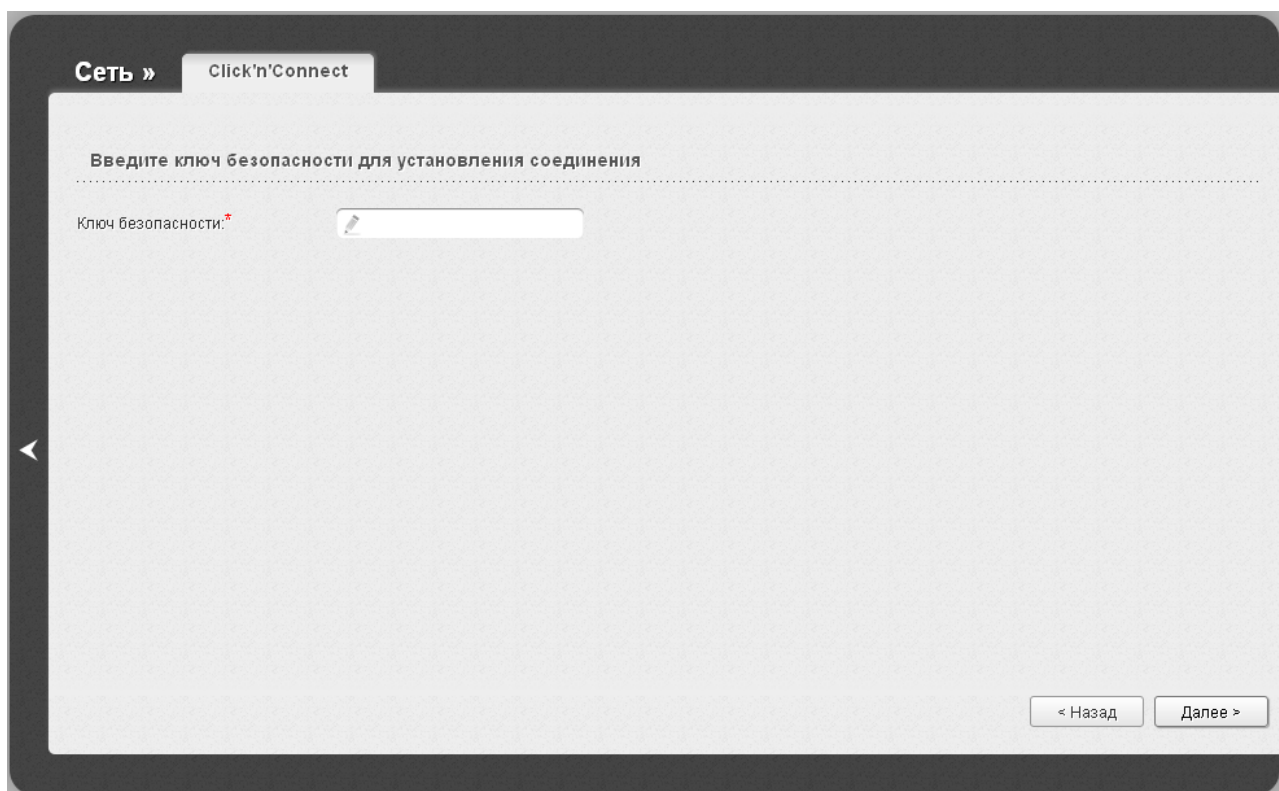 Сеть »
Click'n'Connect
Введите ключ безопасности для установления соединения
Ключ безопасности:*
< Назад
Далее >